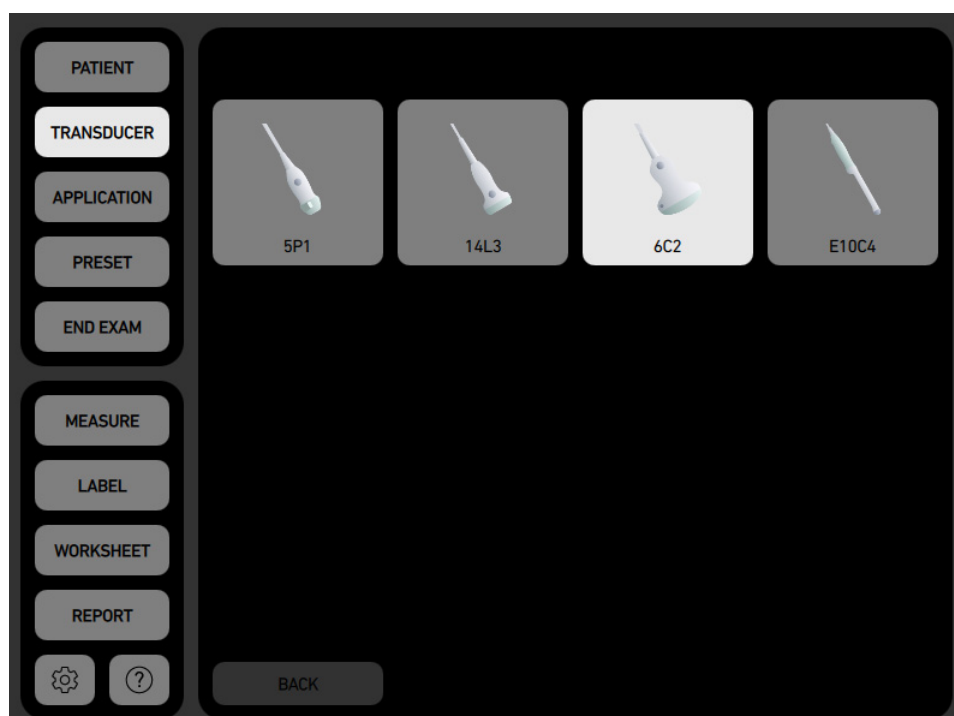 PATIENT
TRANSDUCER
APPLICATION
PRESET
END EXAM
MEASURE
LABEL
WORKSHEET
REPORT
?
5P1
14L3
6C2
E10C4
BACK